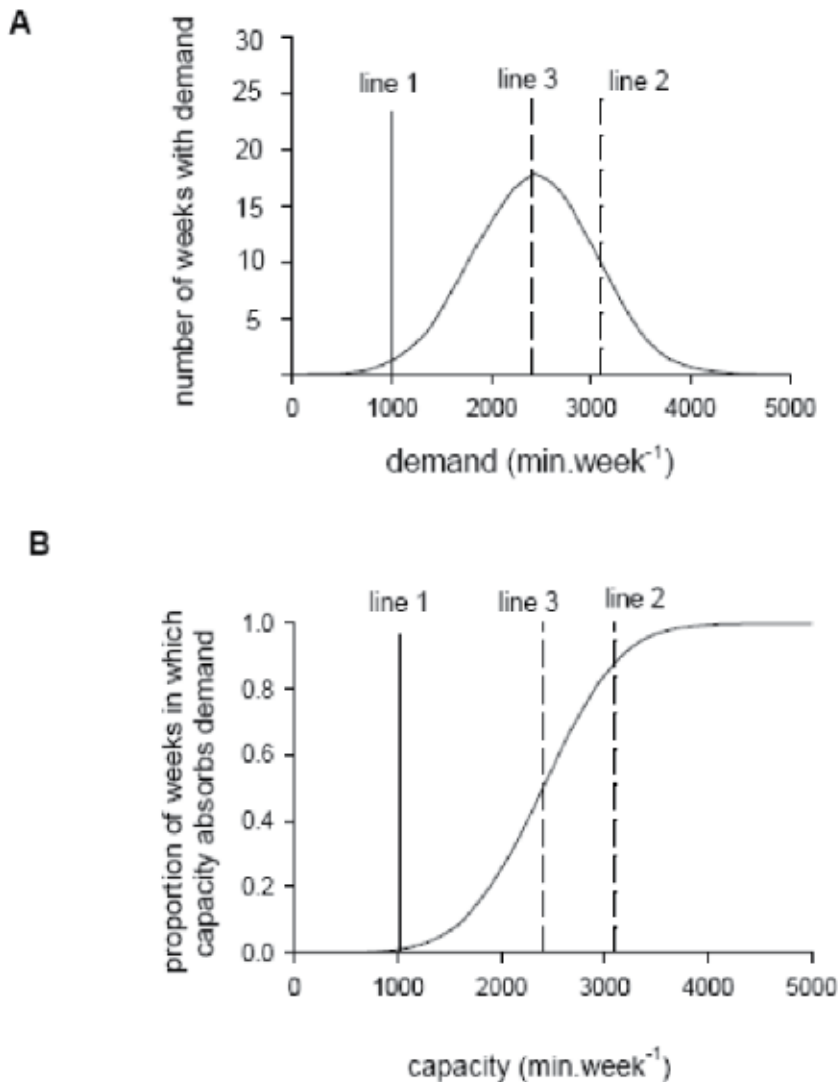 A
number of weeks with demand
30
25
20
15
10
5
line 1
line 3
line 2
0
1000
2000
3000
4000
5000
demand (min.week⁻¹)
B
proportion of weeks in which
capacity absorbs demand
1.0
0.8
0.6
0.4
0.2
0.0
line 1
line 3
line 2
0
1000
2000
3000
4000
5000
capacity (min.week⁻¹)